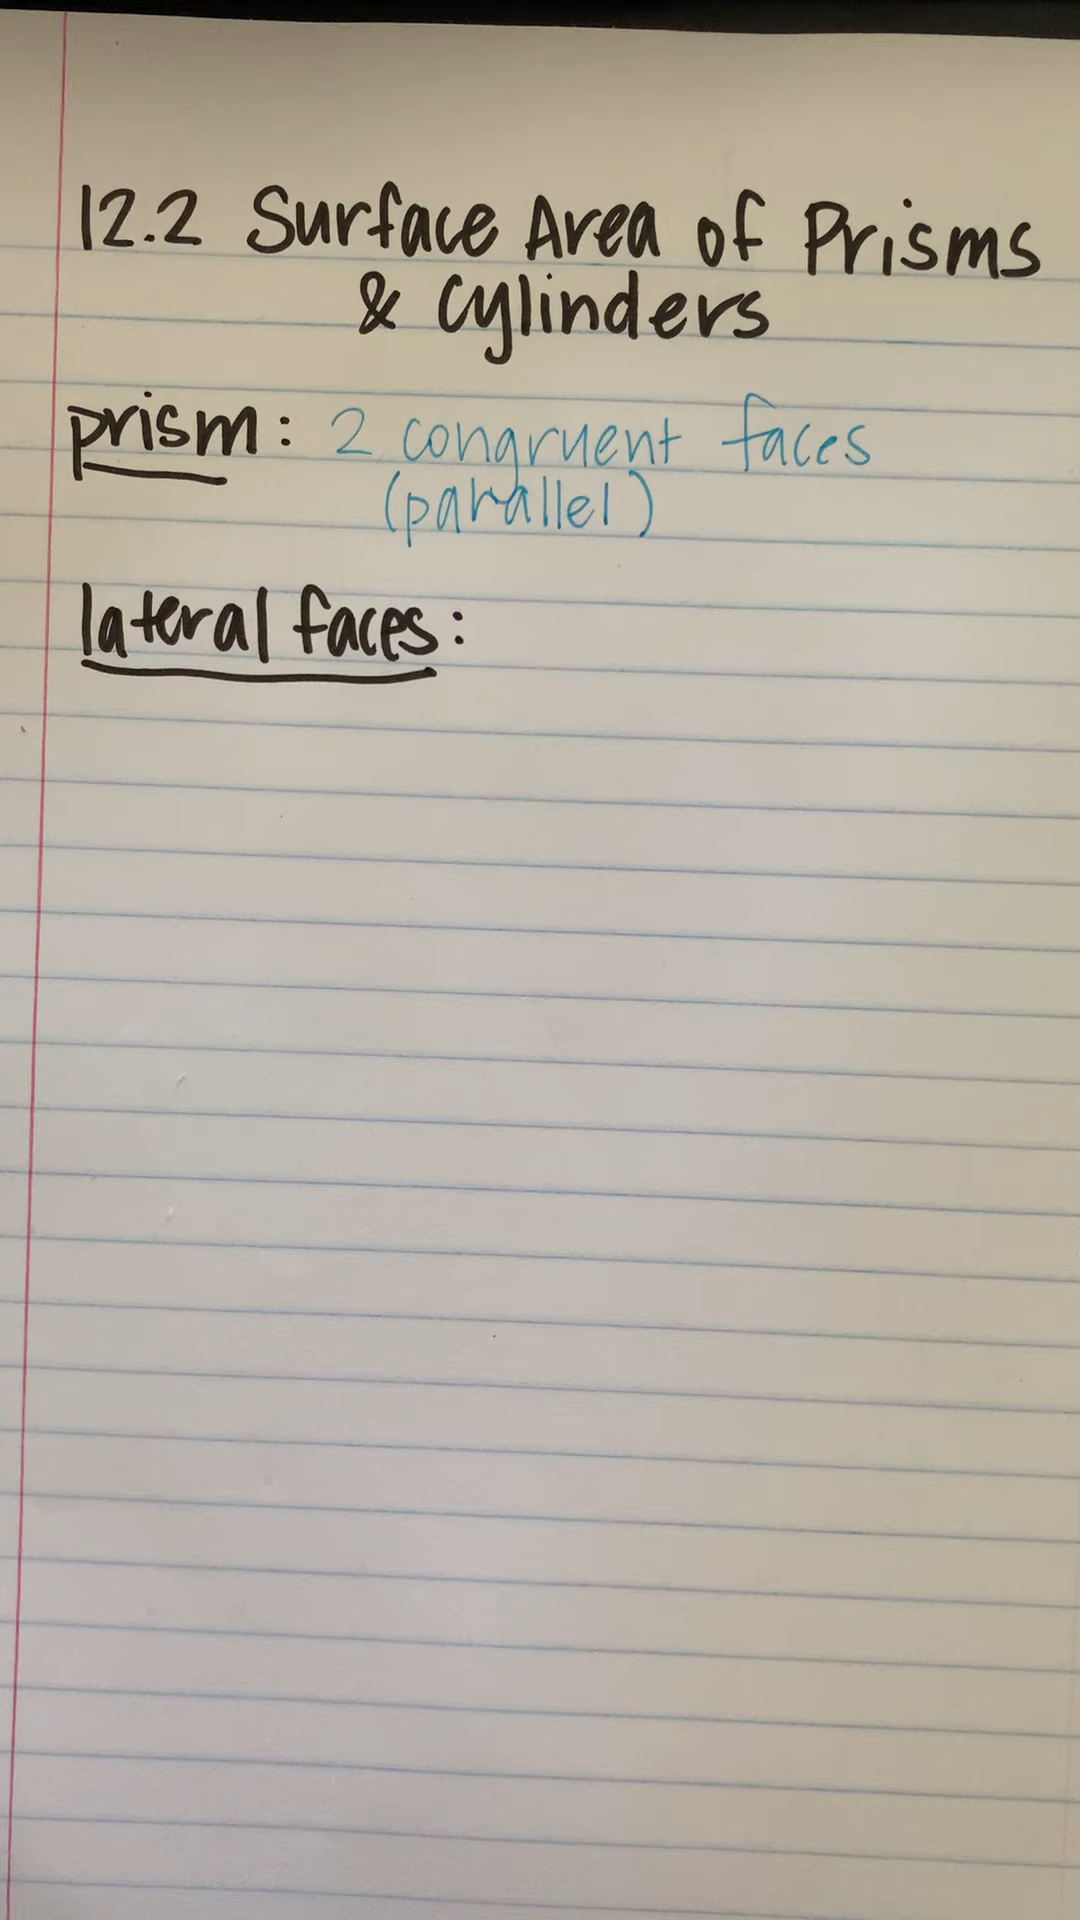 12.2 Surface Area of Prisms
& Cylinders
prism: 2 congruent faces
(parallel)
lateral faces: